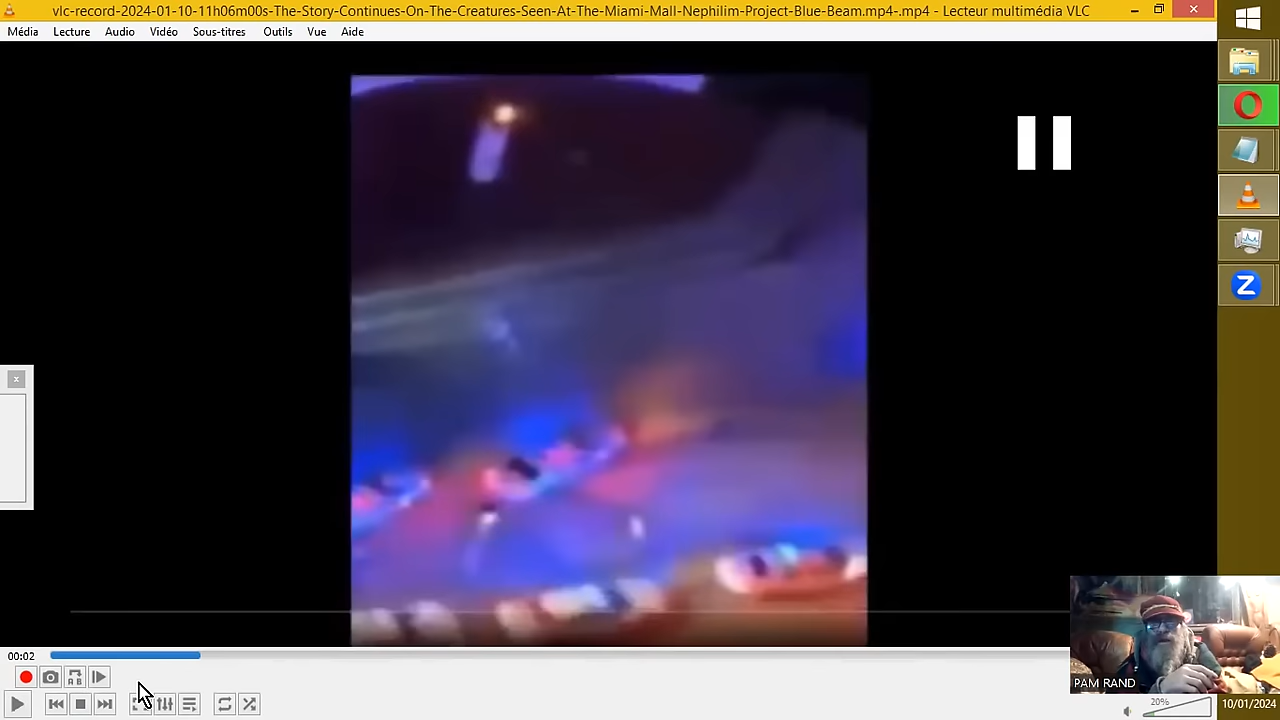 vlc-record-2024-01-10-11h06m00s-The-Story-Continues-On-The-Creatures-Seen-At-The-Miami-Mall-Nephilim-Project-Blue-Beam.mp4-.mp4 - Lecteur multimédia VLC
Média Lecture Audio Vidéo Sous-titres Outils Vue Aide
x
Z
00:02
A B
PAM RAND
20%
10/01/2024